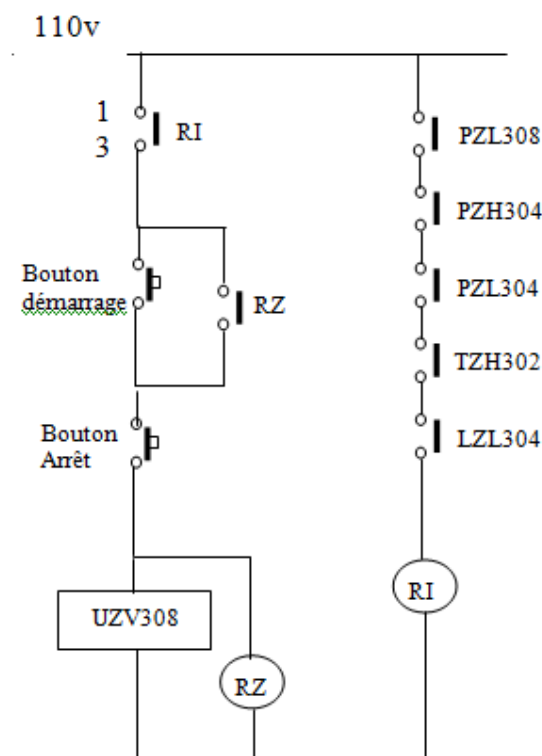 110v
1
3
RI
Bouton
démarrage
RZ
Bouton
Arrêt
UZV308
RZ
PZL308
PZH304
PZL304
TZH302
LZL304
RI